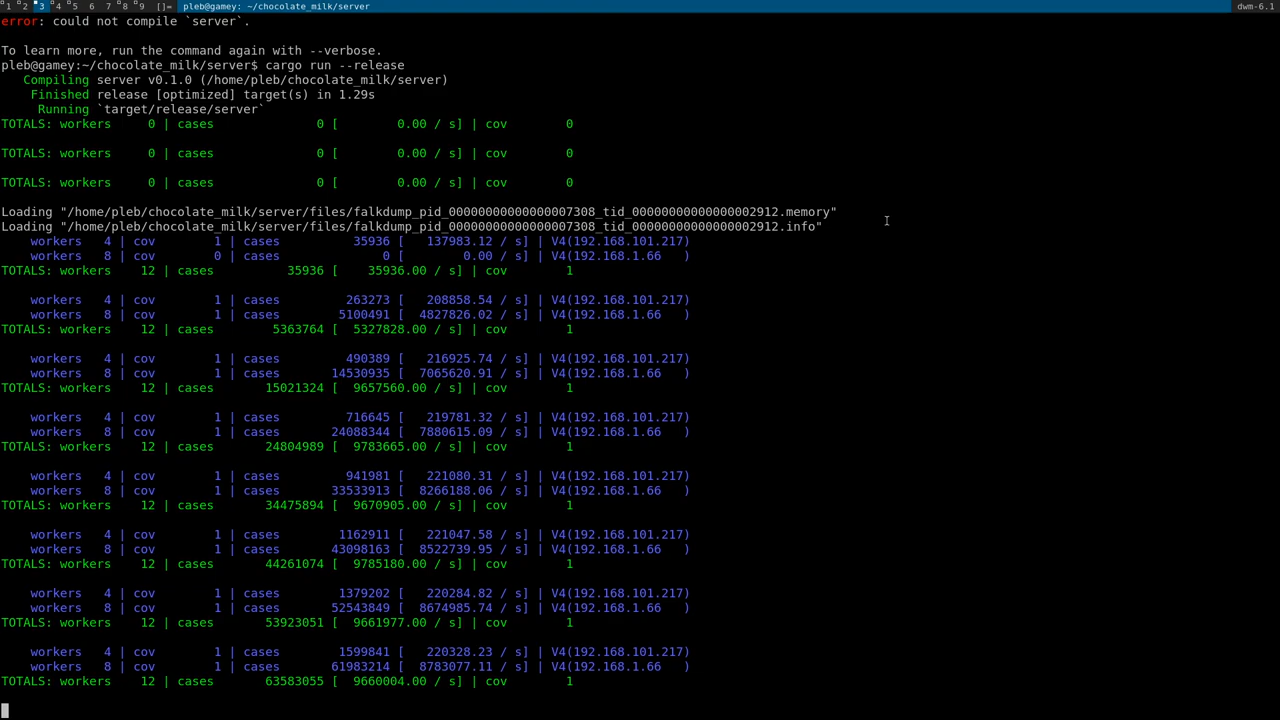 1 2 3 4 5 6 7 8 9 []= pleb@gamey: ~/chocolate_milk/server dwm-6.1
error: could not compile `server`.
To learn more, run the command again with --verbose.
pleb@gamey:~/chocolate_milk/server$ cargo run --release
Compiling server v0.1.0 (/home/pleb/chocolate_milk/server)
Finished release [optimized] target(s) in 1.29s
Running `target/release/server`
TOTALS: workers 0 | cases 0 [ 0.00 / s] | cov 0
TOTALS: workers 0 | cases 0 [ 0.00 / s] | cov 0
TOTALS: workers 0 | cases 0 [ 0.00 / s] | cov 0
Loading "/home/pleb/chocolate_milk/server/files/falkdump_pid_00000000000000007308_tid_00000000000000002912.memory"
Loading "/home/pleb/chocolate_milk/server/files/falkdump_pid_00000000000000007308_tid_00000000000000002912.info"
workers 4 | cov 1 | cases 35936 [ 137983.12 / s] | V4(192.168.101.217)
workers 8 | cov 0 | cases 0 [ 0.00 / s] | V4(192.168.1.66 )
TOTALS: workers 12 | cases 35936 [ 35936.00 / s] | cov 1
workers 4 | cov 1 | cases 263273 [ 208858.54 / s] | V4(192.168.101.217)
workers 8 | cov 1 | cases 5100491 [ 4827826.02 / s] | V4(192.168.1.66 )
TOTALS: workers 12 | cases 5363764 [ 5327828.00 / s] | cov 1
workers 4 | cov 1 | cases 490389 [ 216925.74 / s] | V4(192.168.101.217)
workers 8 | cov 1 | cases 14530935 [ 7065620.91 / s] | V4(192.168.1.66 )
TOTALS: workers 12 | cases 15021324 [ 9657560.00 / s] | cov 1
workers 4 | cov 1 | cases 716645 [ 219781.32 / s] | V4(192.168.101.217)
workers 8 | cov 1 | cases 24088344 [ 7880615.09 / s] | V4(192.168.1.66 )
TOTALS: workers 12 | cases 24804989 [ 9783665.00 / s] | cov 1
workers 4 | cov 1 | cases 941981 [ 221080.31 / s] | V4(192.168.101.217)
workers 8 | cov 1 | cases 33533913 [ 8266188.06 / s] | V4(192.168.1.66 )
TOTALS: workers 12 | cases 34475894 [ 9670905.00 / s] | cov 1
workers 4 | cov 1 | cases 1162911 [ 221047.58 / s] | V4(192.168.101.217)
workers 8 | cov 1 | cases 43098163 [ 8522739.95 / s] | V4(192.168.1.66 )
TOTALS: workers 12 | cases 44261074 [ 9785180.00 / s] | cov 1
workers 4 | cov 1 | cases 1379202 [ 220284.82 / s] | V4(192.168.101.217)
workers 8 | cov 1 | cases 52543849 [ 8674985.74 / s] | V4(192.168.1.66 )
TOTALS: workers 12 | cases 53923051 [ 9661977.00 / s] | cov 1
workers 4 | cov 1 | cases 1599841 [ 220328.23 / s] | V4(192.168.101.217)
workers 8 | cov 1 | cases 61983214 [ 8783077.11 / s] | V4(192.168.1.66 )
TOTALS: workers 12 | cases 63583055 [ 9660004.00 / s] | cov 1